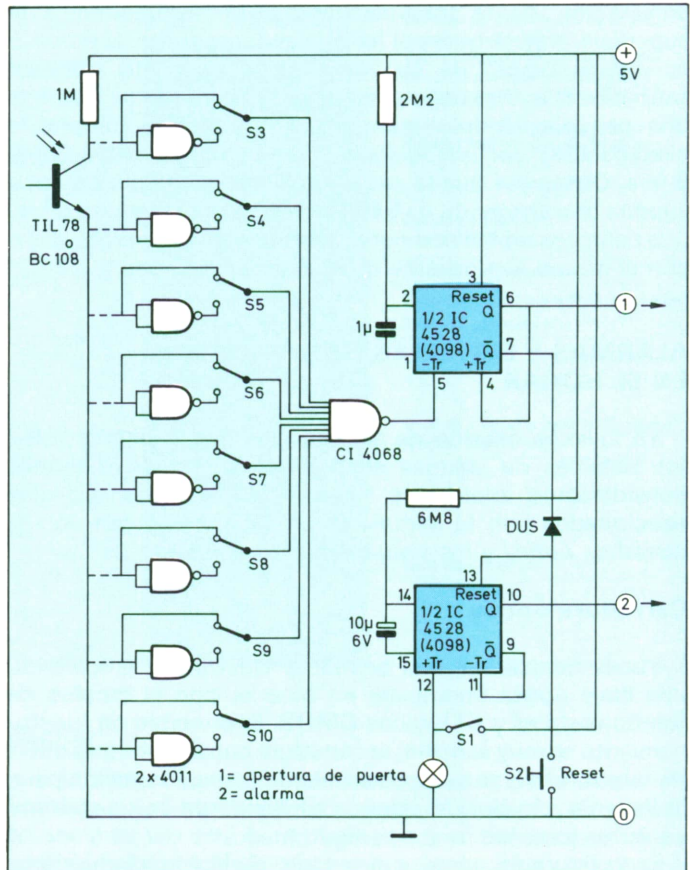 +
5V
1M
2M2
S3
TIL 78
o
BC 108
S4
S5
3
2 Reset 6
Q
1
1µ
1/2 IC
4528
(4098)
Q̅
7
1
-Tr +Tr
5 4
S6
CI 4068
S7
6M8
DUS
S8
13
14 Reset 10
Q
2
10µ
6V
1/2 IC
4528
(4098)
Q̅
9
15
+Tr -Tr
12 11
S9
S10
S1
2 x 4011
1= apertura de puerta
2= alarma
S2 Reset
0